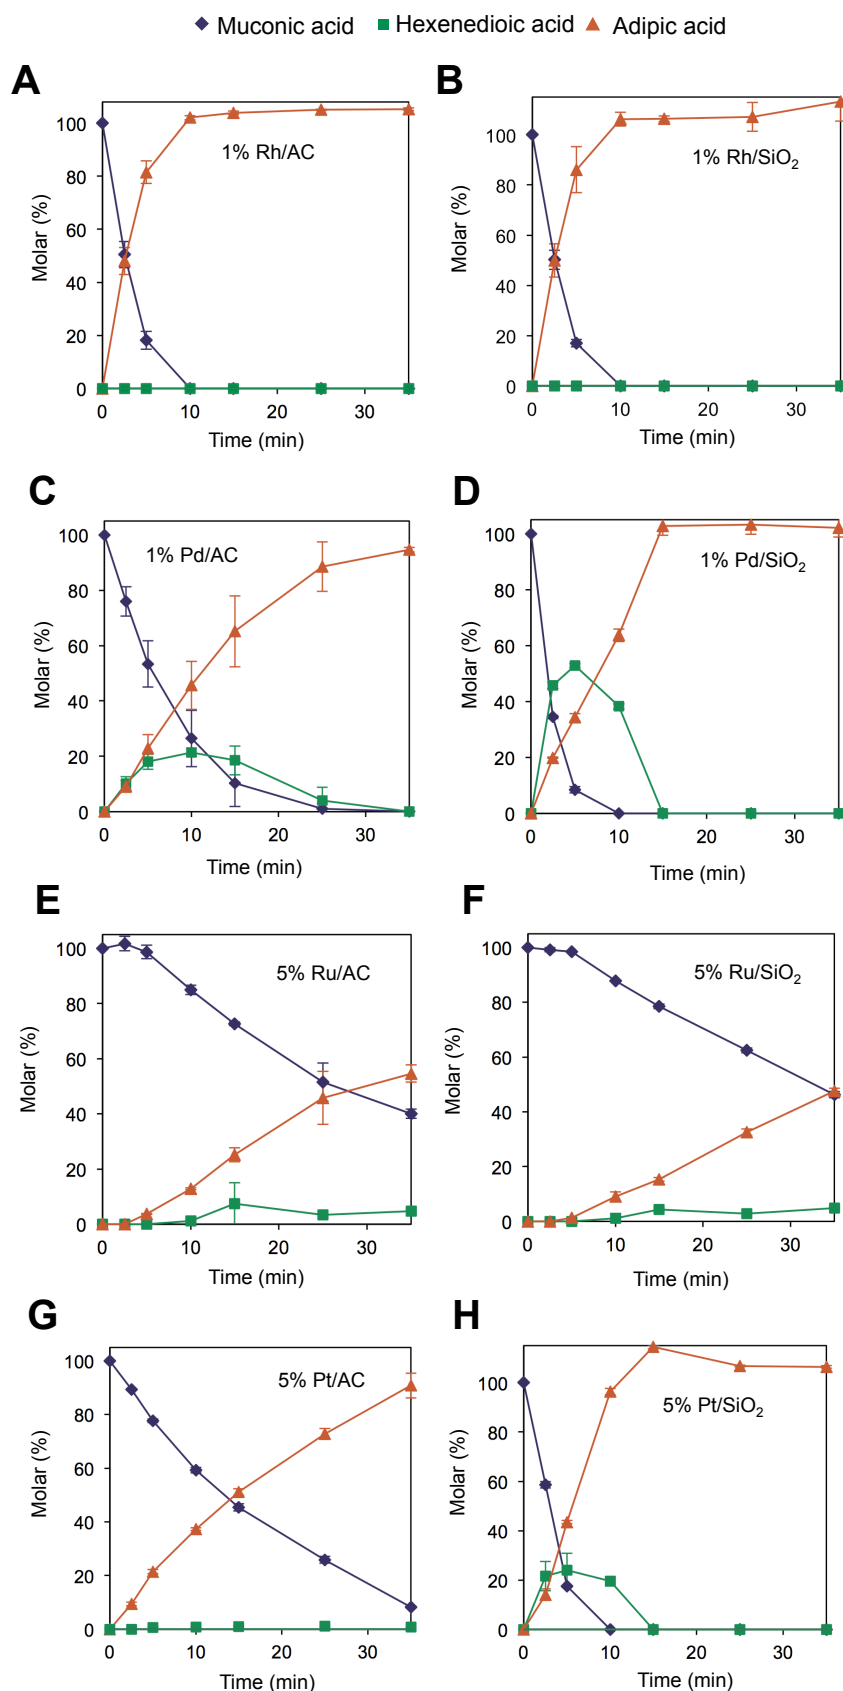 Muconic acid Hexenedioic acid Adipic acid
A
B
100
80
60
40
20
0
Molar (%)
1% Rh/AC
0 10 20 30
Time (min)
100
80
60
40
20
0
Molar (%)
1% Rh/SiO₂
0 10 20 30
Time (min)
C
D
100
80
60
40
20
0
Molar (%)
1% Pd/AC
0 10 20 30
Time (min)
100
80
60
40
20
0
Molar (%)
1% Pd/SiO₂
0 10 20 30
Time (min)
E
F
100
80
60
40
20
0
Molar (%)
5% Ru/AC
0 10 20 30
Time (min)
100
80
60
40
20
0
Molar (%)
5% Ru/SiO₂
0 10 20 30
Time (min)
G
H
100
80
60
40
20
0
Molar (%)
5% Pt/AC
0 10 20 30
Time (min)
100
80
60
40
20
0
Molar (%)
5% Pt/SiO₂
0 10 20 30
Time (min)